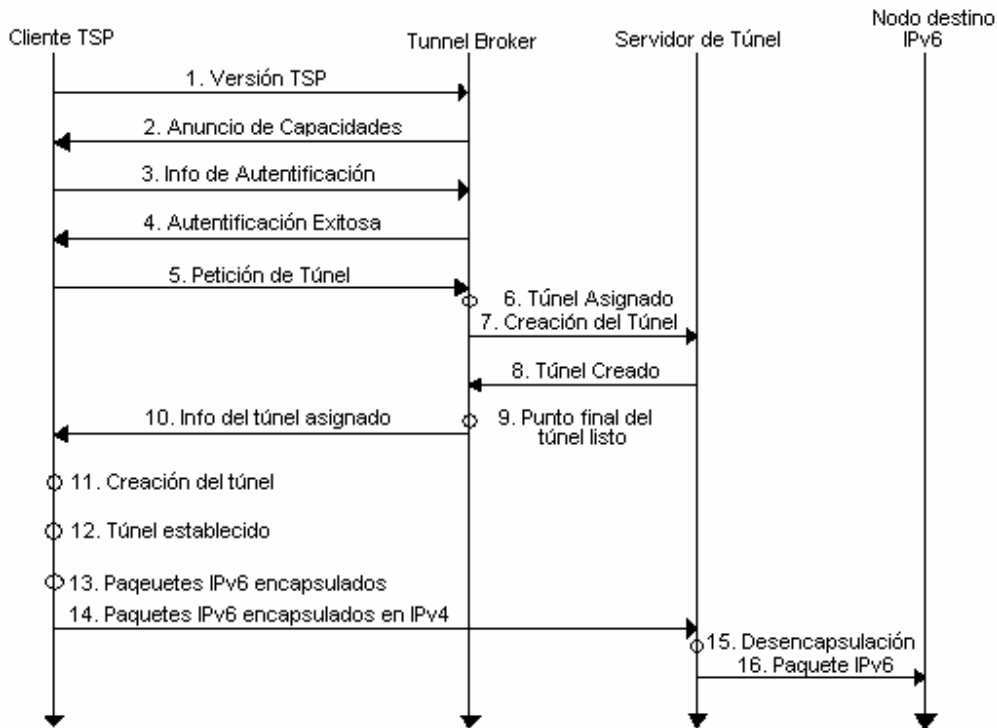 Cliente TSP
Tunnel Broker
Servidor de Túnel
Nodo destino
IPv6
1. Versión TSP
2. Anuncio de Capacidades
3. Info de Autentificación
4. Autentificación Exitosa
5. Petición de Túnel
6. Túnel Asignado
7. Creación del Túnel
8. Túnel Creado
10. Info del túnel asignado
9. Punto final del
túnel listo
11. Creación del túnel
12. Túnel establecido
13. Paqeuetes IPv6 encapsulados
14. Paquetes IPv6 encapsulados en IPv4
15. Desencapsulación
16. Paquete IPv6